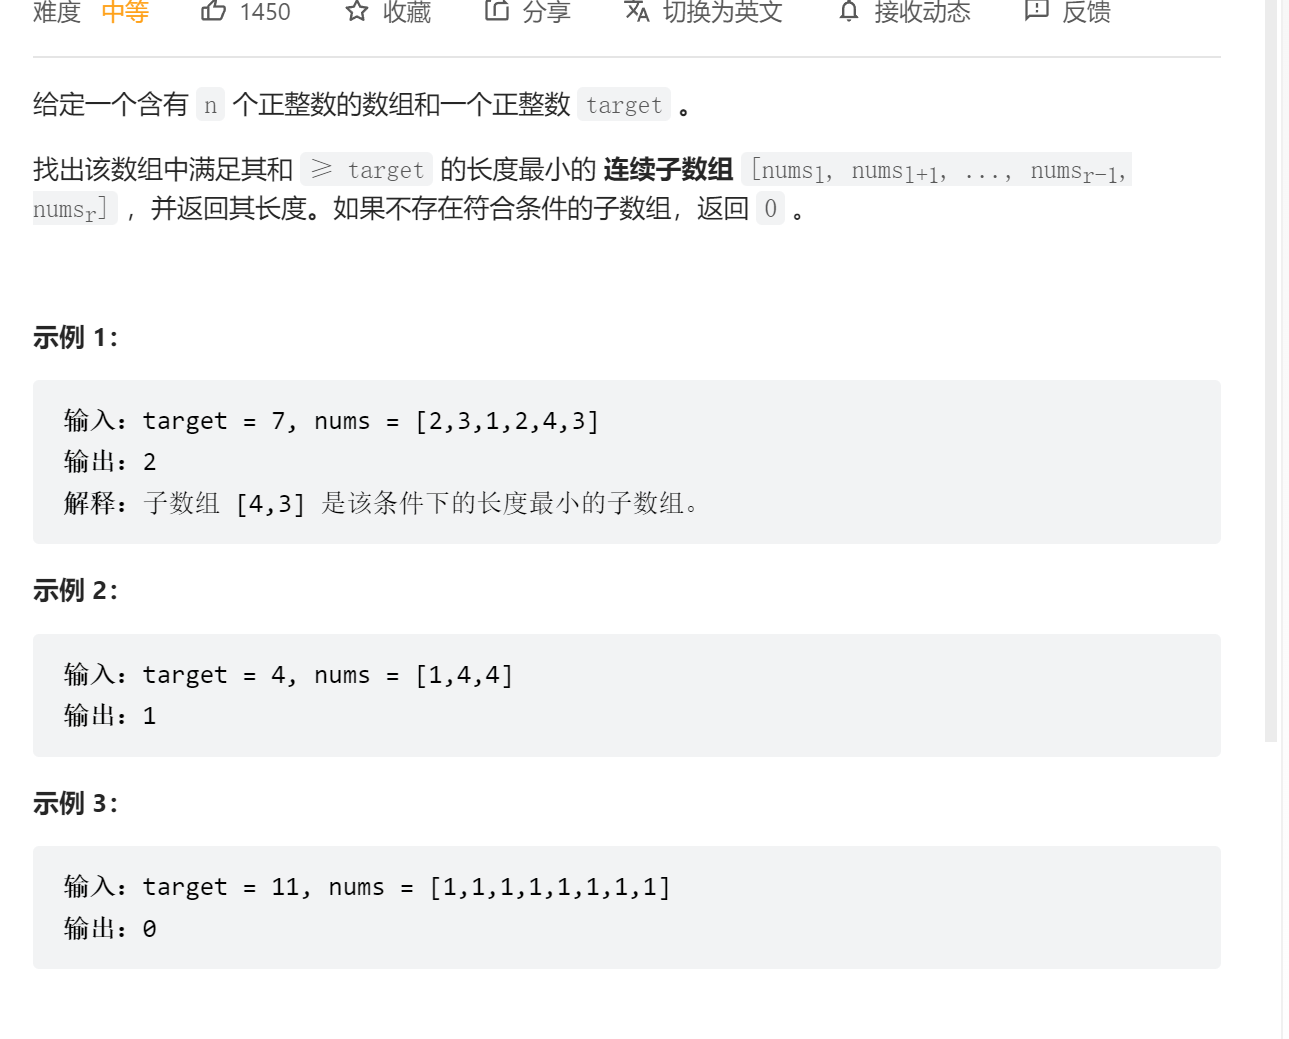 难度 中等 1450 收藏 分享 切换为英文 接收动态 反馈
给定一个含有 n 个正整数的数组和一个正整数 target 。
找出该数组中满足其和 ≥ target 的长度最小的 连续子数组 [numsl, numsl+1, ..., numsr-1,
numsr] ，并返回其长度。如果不存在符合条件的子数组，返回 0 。
示例 1：
输入：target = 7, nums = [2,3,1,2,4,3]
输出：2
解释：子数组 [4,3] 是该条件下的长度最小的子数组。
示例 2：
输入：target = 4, nums = [1,4,4]
输出：1
示例 3：
输入：target = 11, nums = [1,1,1,1,1,1,1,1]
输出：0